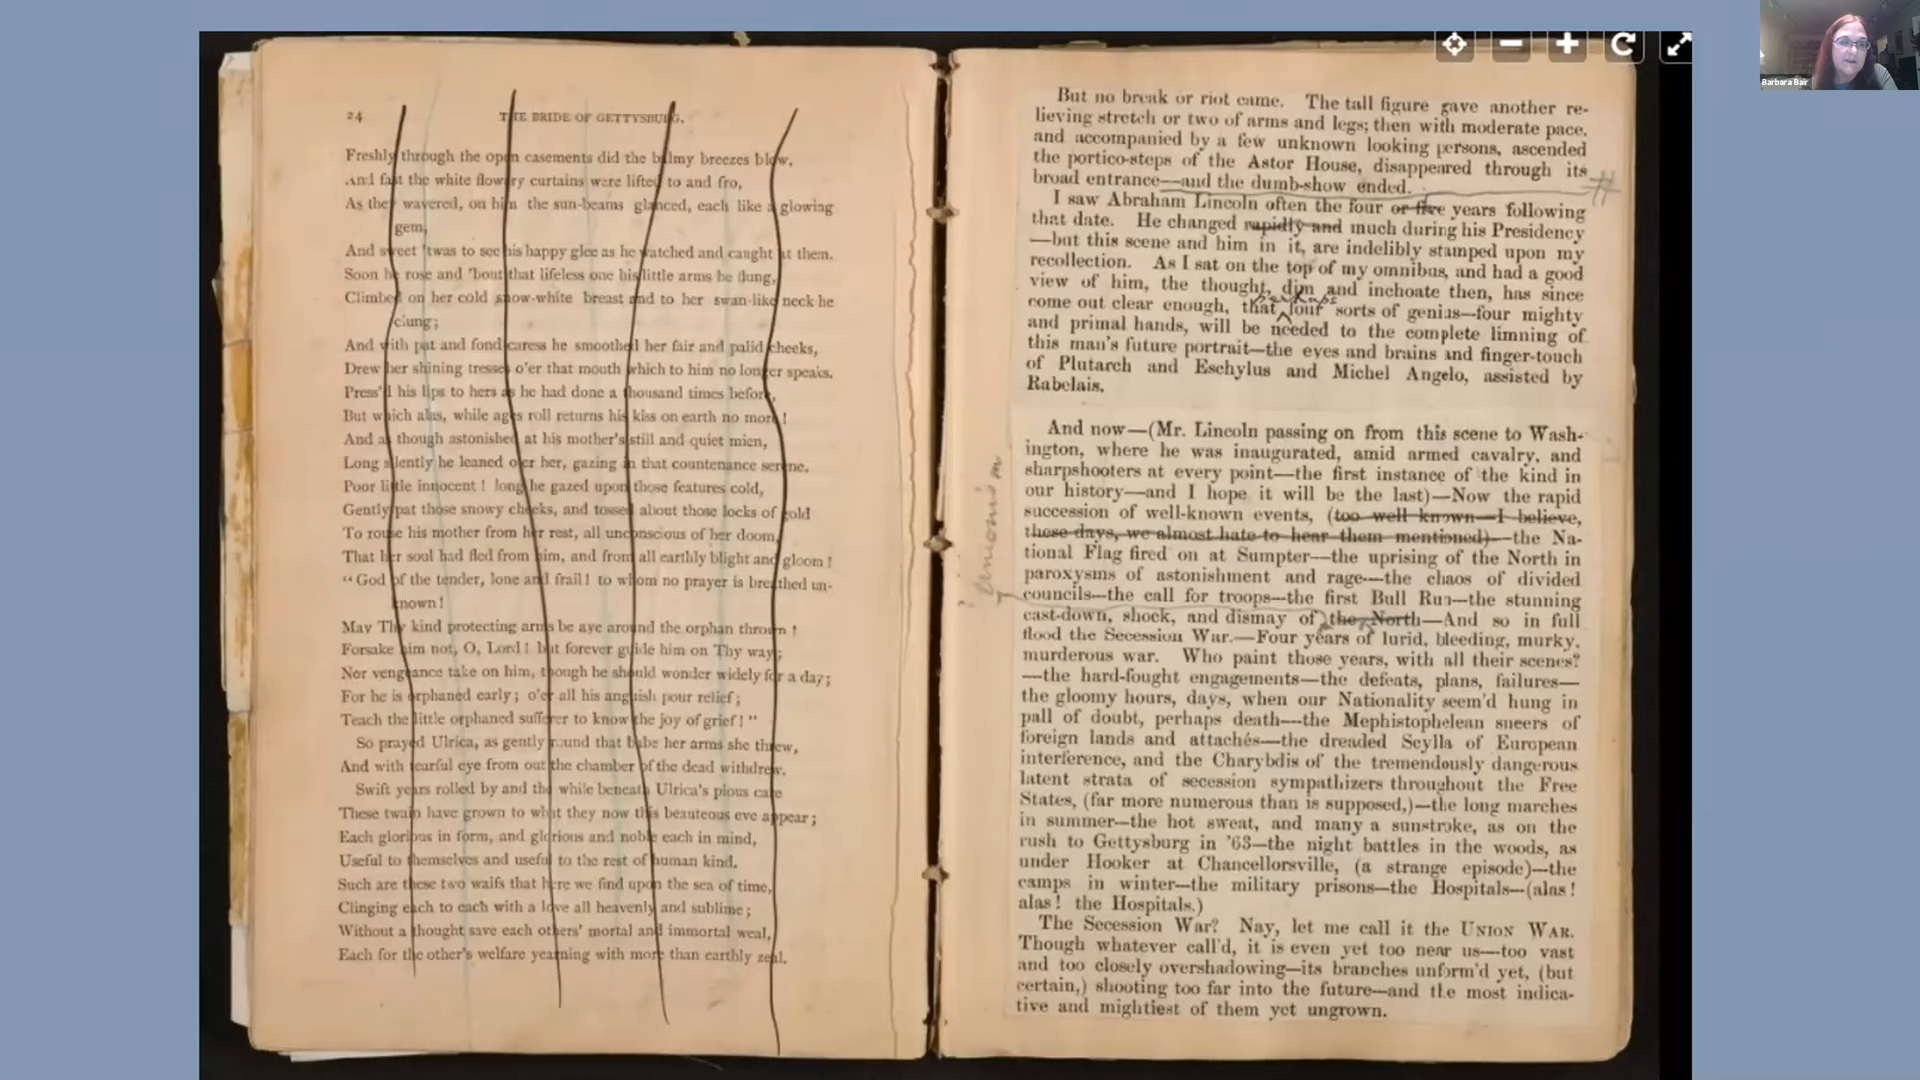 24 THE BRIDE OF GETTYSBURG.
Freshly through the open casements did the balmy breezes blow,
And fast the white flowery curtains were lifted to and fro,
As they wavered, on him the sun-beams glanced, each like a glowing
gem,
And sweet 'twas to see his happy glee as he watched and caught at them.
Soon he rose and 'bout that lifeless one his little arms he flung,
Climbed on her cold snow-white breast and to her swan-like neck he
clung;
And with pat and fond caress he smoothed her fair and palid cheeks,
Drew her shining tresses o'er that mouth which to him no longer speaks.
Press'd his lips to hers as he had done a thousand times before,
But which alas, while ages roll returns his kiss on earth no more!
And as though astonished at his mother's still and quiet mien,
Long silently he leaned over her, gazing in that countenance serene.
Poor little innocent! long he gazed upon those features cold,
Gently pat those snowy cheeks, and tossed about those locks of gold
To rouse his mother from her rest, all unconscious of her doom,
That her soul had fled from him, and from all earthly blight and gloom!
"God of the tender, lone and frail! to whom no prayer is breathed un-
known!
May Thy kind protecting arms be aye around the orphan thrown!
Forsake him not, O, Lord! but forever guide him on Thy way;
Nor vengeance take on him, though he should wonder widely for a day;
For he is orphaned early; o'er all his anguish pour relief;
Teach the little orphaned sufferer to know the joy of grief!"
So prayed Ulrica, as gently round that babe her arms she threw,
And with tearful eye from out the chamber of the dead withdrew.
Swift years rolled by and the while beneath Ulrica's pious care
These twain have grown to what they now this beauteous eve appear;
Each glorious in form, and glorious and noble each in mind,
Useful to themselves and useful to the rest of human kind.
Such are these two waifs that here we find upon the sea of time,
Clinging each to each with a love all heavenly and sublime;
Without a thought save each others' mortal and immortal weal,
Each for the other's welfare yearning with more than earthly zeal.
But no break or riot came. The tall figure gave another re-
lieving stretch or two of arms and legs; then with moderate pace,
and accompanied by a few unknown looking persons, ascended
the portico-steps of the Astor House, disappeared through its
broad entrance—and the dumb-show ended. #
I saw Abraham Lincoln often the four or five years following
that date. He changed rapidly and much during his Presidency
—but this scene and him in it, are indelibly stamped upon my
recollection. As I sat on the top of my omnibus, and had a good
view of him, the thought, dim and inchoate then, has since
come out clear enough, that perhaps four sorts of genius—four mighty
and primal hands, will be needed to the complete limning of
this man's future portrait—the eyes and brains and finger-touch
of Plutarch and Eschylus and Michel Angelo, assisted by
Rabelais.
And now—(Mr. Lincoln passing on from this scene to Wash-
ington, where he was inaugurated, amid armed cavalry, and
sharpshooters at every point—the first instance of the kind in
our history—and I hope it will be the last)—Now the rapid
succession of well-known events, (too well known—I believe,
these days, we almost hate to hear them mentioned)—the Na-
tional Flag fired on at Sumpter—the uprising of the North in
paroxysms of astonishment and rage—the chaos of divided
councils—the call for troops—the first Bull Run—the stunning
cast-down, shock, and dismay of the North—And so in full
flood the Secession War.—Four years of lurid, bleeding, murky,
murderous war. Who paint those years, with all their scenes?
—the hard-fought engagements—the defeats, plans, failures—
the gloomy hours, days, when our Nationality seem'd hung in
pall of doubt, perhaps death—the Mephistophelean sneers of
foreign lands and attachés—the dreaded Scylla of European
interference, and the Charybdis of the tremendously dangerous
latent strata of secession sympathizers throughout the Free
States, (far more numerous than is supposed,)—the long marches
in summer—the hot sweat, and many a sunstroke, as on the
rush to Gettysburg in '63—the night battles in the woods, as
under Hooker at Chancellorsville, (a strange episode)—the
camps in winter—the military prisons—the Hospitals—(alas!
alas! the Hospitals.)
The Secession War? Nay, let me call it the UNION WAR.
Though whatever call'd, it is even yet too near us—too vast
and too closely overshadowing—its branches unform'd yet, (but
certain,) shooting too far into the future—and the most indica-
tive and mightiest of them yet ungrown.
Barbara Bair